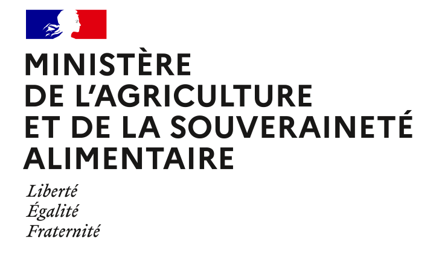 MINISTÈRE
DE L’AGRICULTURE
ET DE LA SOUVERAINETÉ
ALIMENTAIRE
Liberté
Égalité
Fraternité